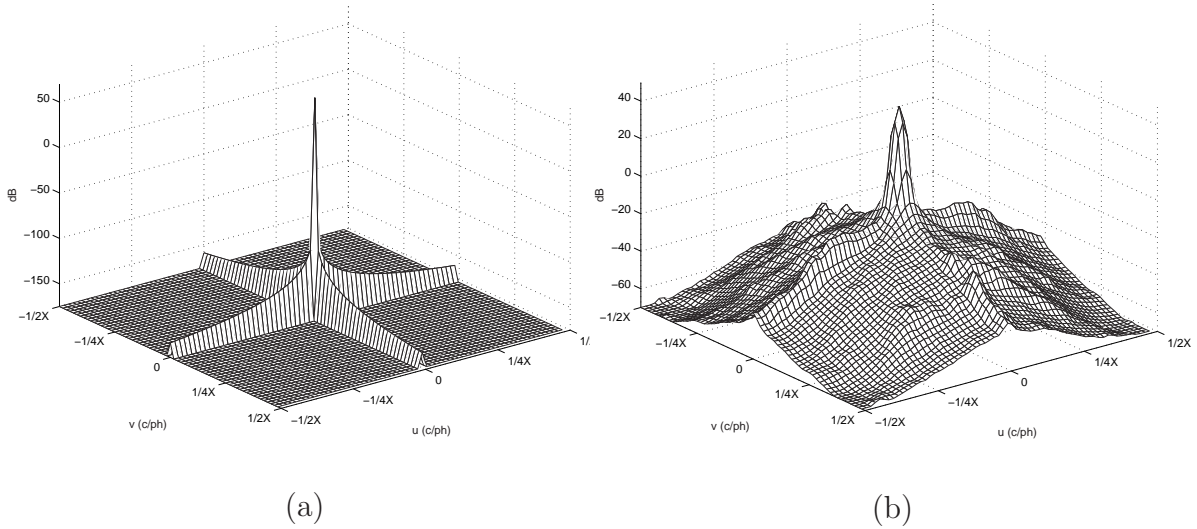 50
0
−50
−100
−150
dB
−1/2X
−1/4X
0
1/4X
1/2X
v (c/ph)
−1/2X
−1/4X
0
1/4X
1/.
u (c/ph)
(a)
40
20
0
−20
−40
−60
dB
−1/2X
−1/4X
0
1/4X
1/2X
v (c/ph)
−1/2X
−1/4X
0
1/4X
1/2X
u (c/ph)
(b)